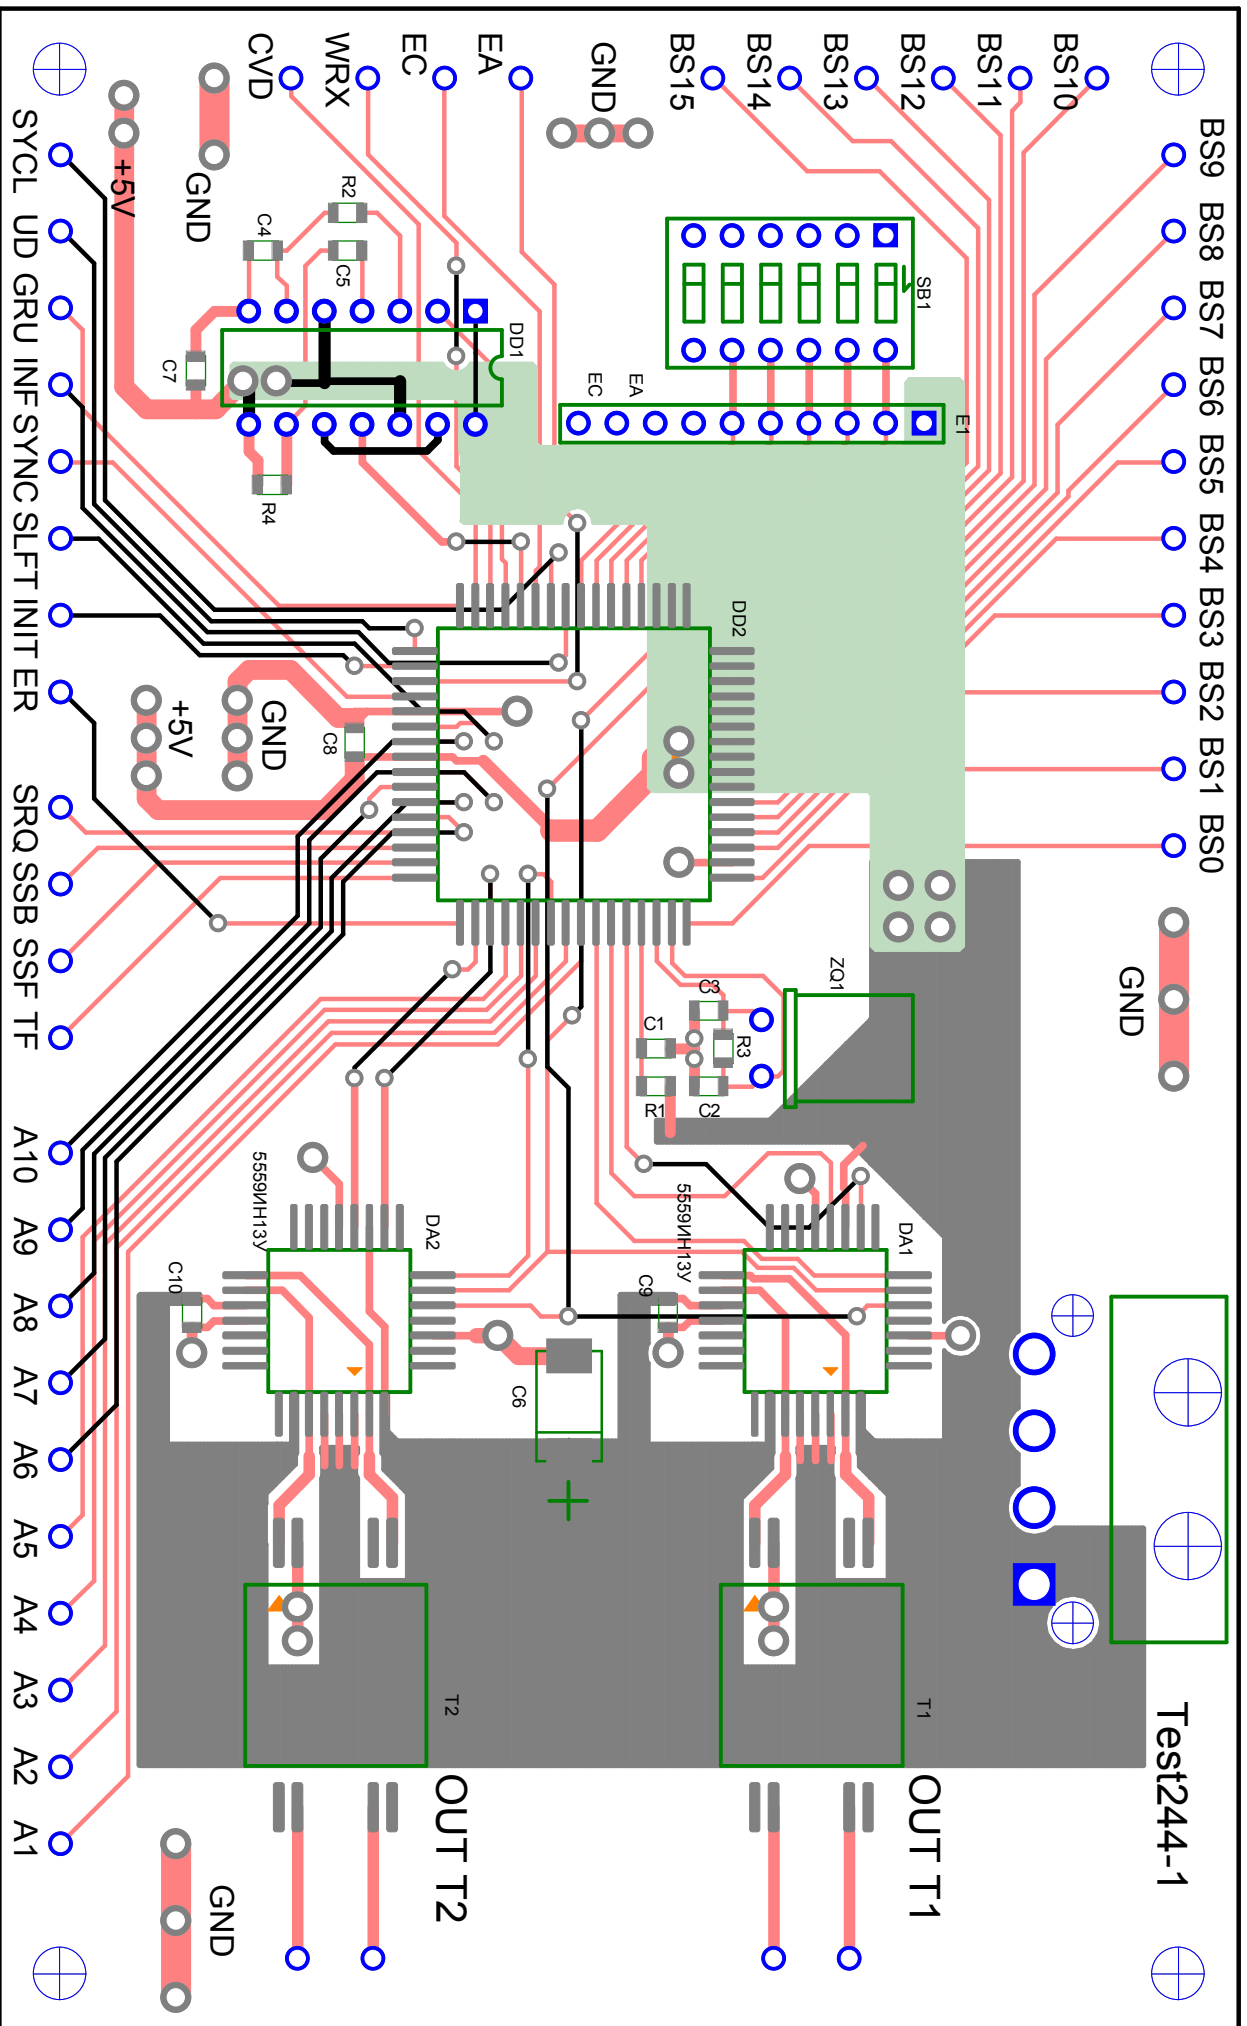 BS9
BS8
BS7
BS6
BS5
BS4
BS3
BS2
BS1
BS0
GND
Test244-1
BS10
BS11
BS12
BS13
BS14
BS15
GND
EA
EC
WRX
CVD
SB1
E1
EA
EC
DD1
R2
C4
C5
C7
R4
GND
+5V
DD2
ZQ1
C3
C1
R3
R1
C2
C8
GND
+5V
DA1
5559ИН13У
C9
DA2
5559ИН13У
C10
C6
T1
T2
OUT T1
OUT T2
GND
SYCL
UD
GRU
INF
SYNC
SLFT
INIT
ER
SRQ
SSB
SSF
TF
A10
A9
A8
A7
A6
A5
A4
A3
A2
A1